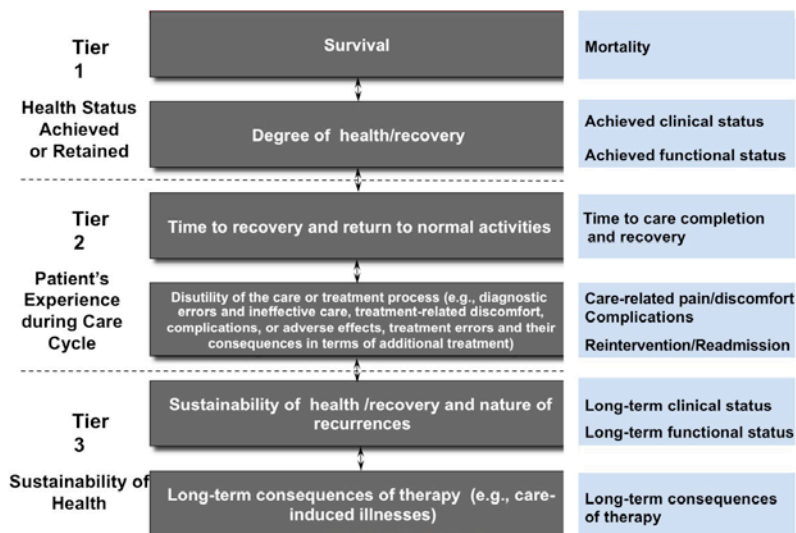 Tier
1
Health Status
Achieved
or Retained
Survival
Mortality
Degree of health/recovery
Achieved clinical status
Achieved functional status
Tier
2
Patient's
Experience
during Care
Cycle
Time to recovery and return to normal activities
Time to care completion
and recovery
Disutility of the care or treatment process (e.g., diagnostic
errors and ineffective care, treatment-related discomfort,
complications, or adverse effects, treatment errors and their
consequences in terms of additional treatment)
Care-related pain/discomfort
Complications
Reintervention/Readmission
Tier
3
Sustainability of
Health
Sustainability of health /recovery and nature of
recurrences
Long-term clinical status
Long-term functional status
Long-term consequences of therapy (e.g., care-
induced illnesses)
Long-term consequences
of therapy